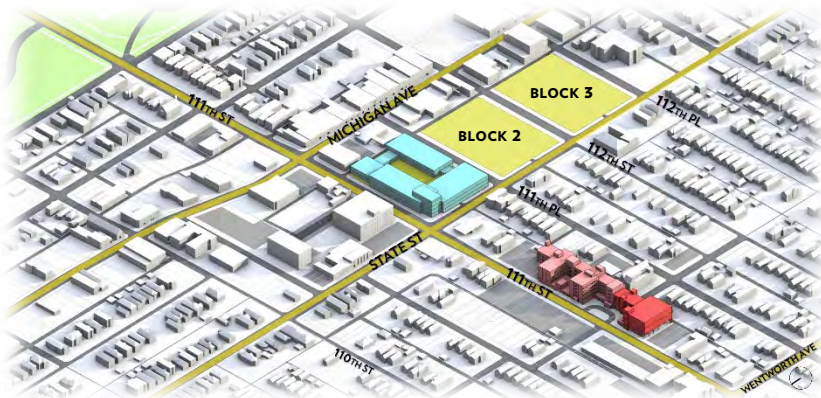 111TH ST
MICHIGAN AVE
BLOCK 3
BLOCK 2
112TH PL
112TH ST
111TH PL
STATE ST
111TH ST
110TH ST
WENTWORTH AVE